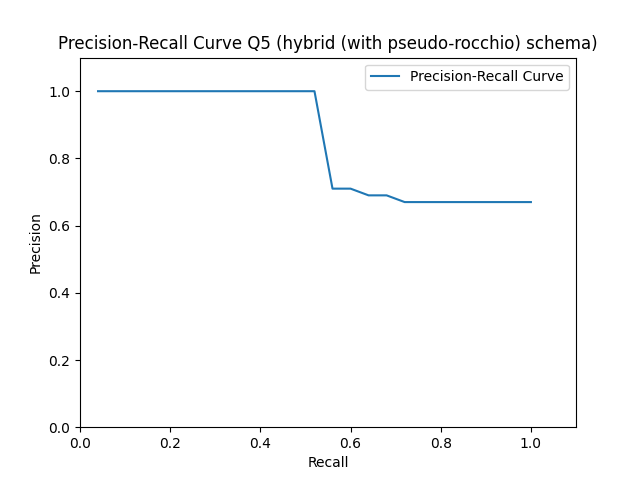 Precision-Recall Curve Q5 (hybrid (with pseudo-rocchio) schema)
Precision-Recall Curve
1.0
0.8
0.6
0.4
0.2
0.0
Precision
0.0 0.2 0.4 0.6 0.8 1.0
Recall